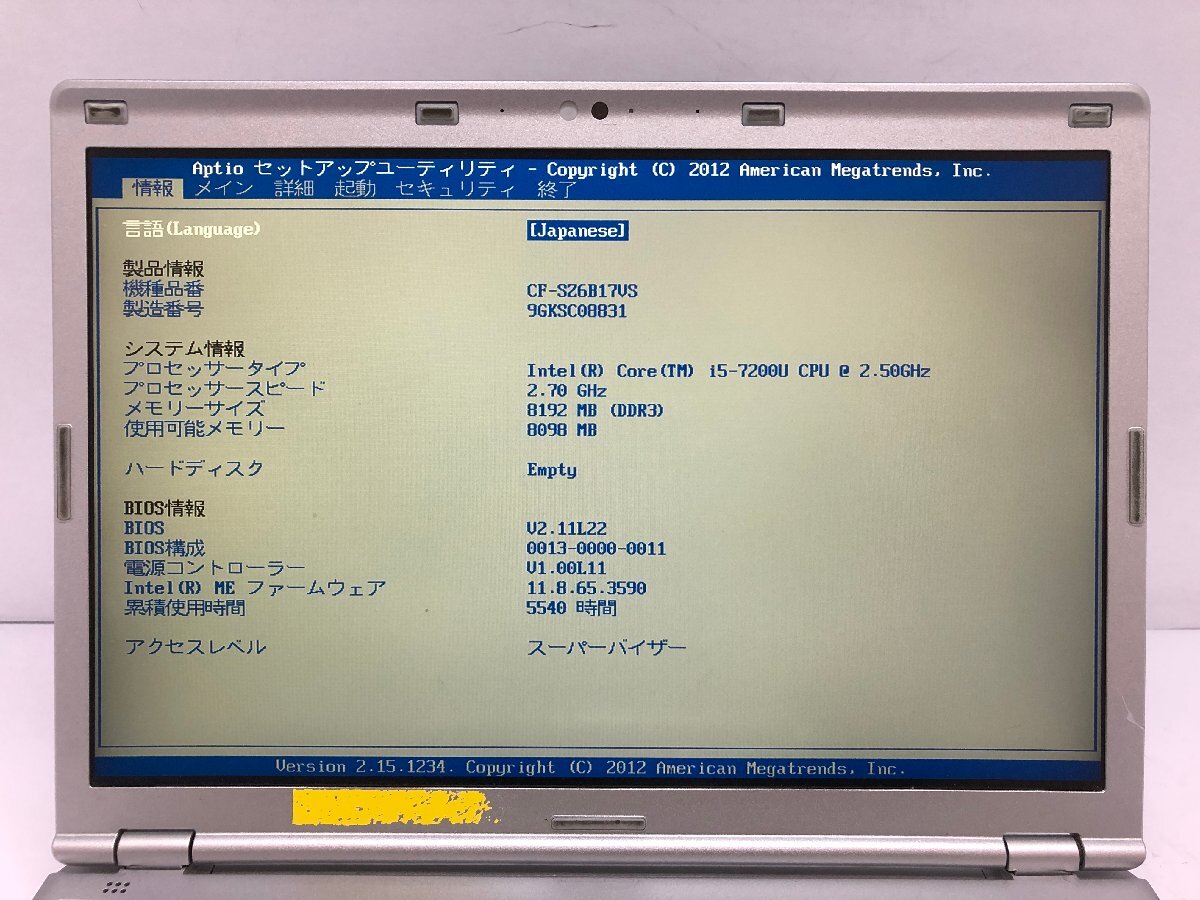 Aptio セットアップユーティリティ - Copyright (C) 2012 American Megatrends, Inc.
情報 メイン 詳細 起動 セキュリティ 終了
言語(Language) [Japanese]
製品情報
機種品番 CF-SZ6B17VS
製造番号 9GKSC08831
システム情報
プロセッサータイプ Intel(R) Core(TM) i5-7200U CPU @ 2.50GHz
プロセッサースピード 2.70 GHz
メモリーサイズ 8192 MB (DDR3)
使用可能メモリー 8098 MB
ハードディスク Empty
BIOS情報
BIOS V2.11L22
BIOS構成 0013-0000-0011
電源コントローラー V1.00L11
Intel(R) ME ファームウェア 11.8.65.3590
累積使用時間 5540 時間
アクセスレベル スーパーバイザー
Version 2.15.1234. Copyright (C) 2012 American Megatrends, Inc.